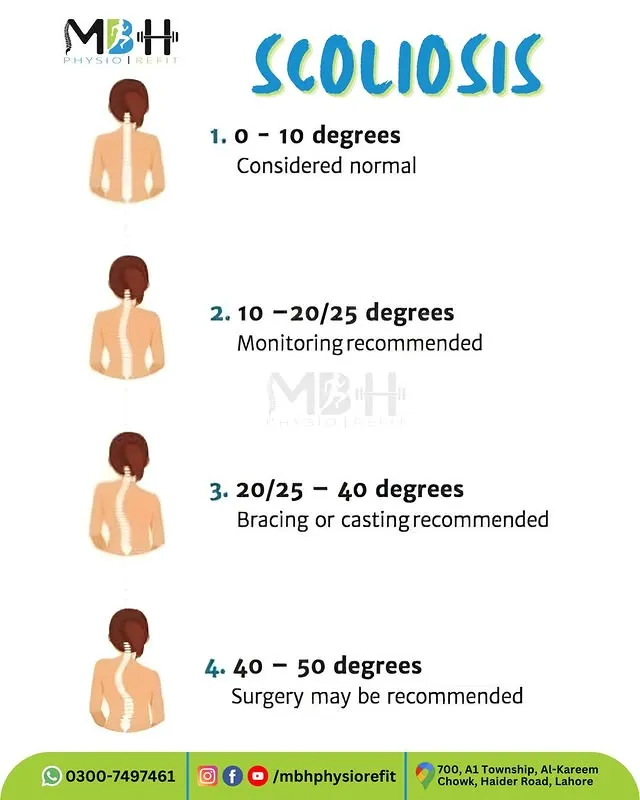 MBH
PHYSIO | REFIT
SCOLIOSIS
1. 0 - 10 degrees
Considered normal
2. 10 –20/25 degrees
Monitoring recommended
MBH
PHYSIO | REFIT
3. 20/25 – 40 degrees
Bracing or casting recommended
4. 40 – 50 degrees
Surgery may be recommended
0300-7497461
/mbhphysiorefit
700, A1 Township, Al-Kareem
Chowk, Haider Road, Lahore